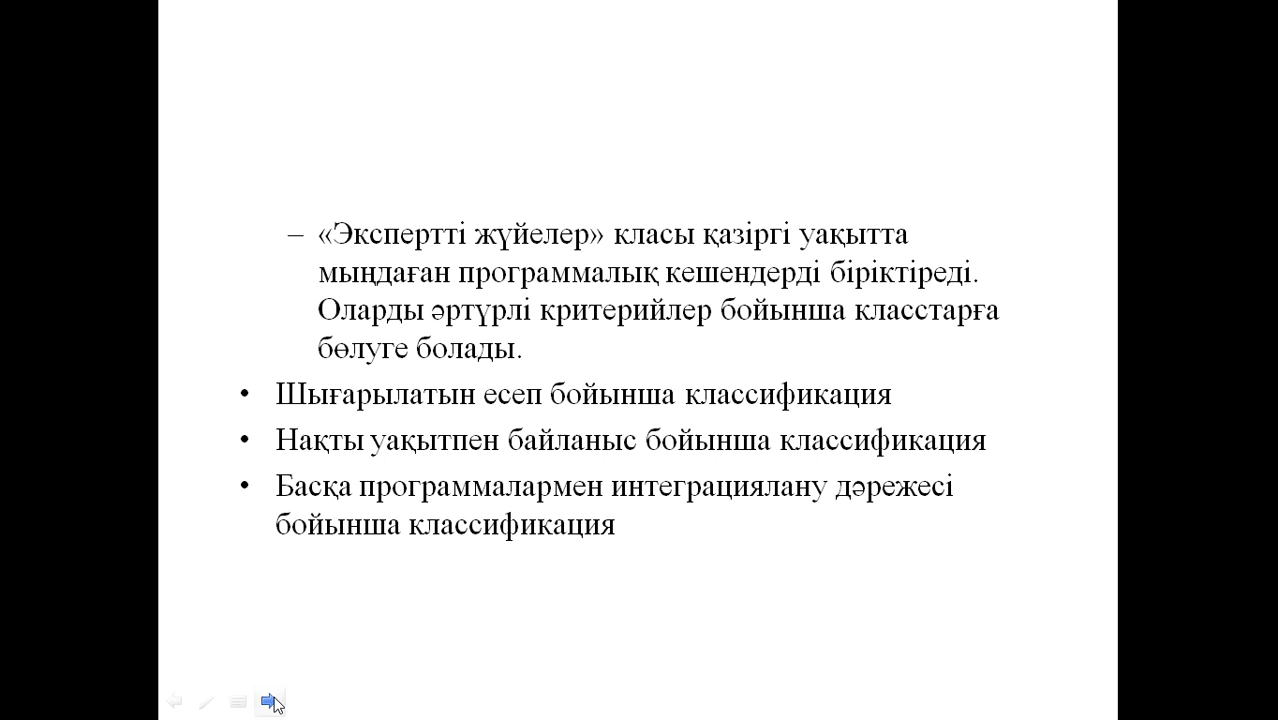 – «Экспертті жүйелер» класы қазіргі уақытта
мыңдаған программалық кешендерді біріктіреді.
Оларды әртүрлі критерийлер бойынша класстарға
бөлуге болады.
• Шығарылатын есеп бойынша классификация
• Нақты уақытпен байланыс бойынша классификация
• Басқа программалармен интеграциялану дәрежесі
бойынша классификация